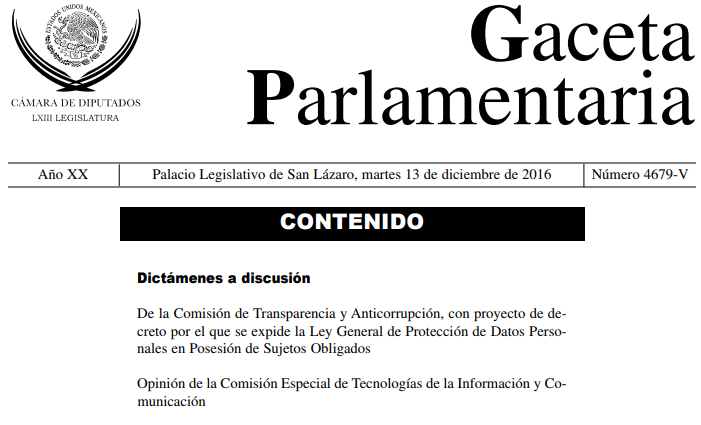 Gaceta
Parlamentaria
ESTADOS UNIDOS MEXICANOS
CÁMARA DE DIPUTADOS
LXIII LEGISLATURA
Año XX
Palacio Legislativo de San Lázaro, martes 13 de diciembre de 2016
Número 4679-V
CONTENIDO
Dictámenes a discusión
De la Comisión de Transparencia y Anticorrupción, con proyecto de de-
creto por el que se expide la Ley General de Protección de Datos Perso-
nales en Posesión de Sujetos Obligados
Opinión de la Comisión Especial de Tecnologías de la Información y Co-
municación